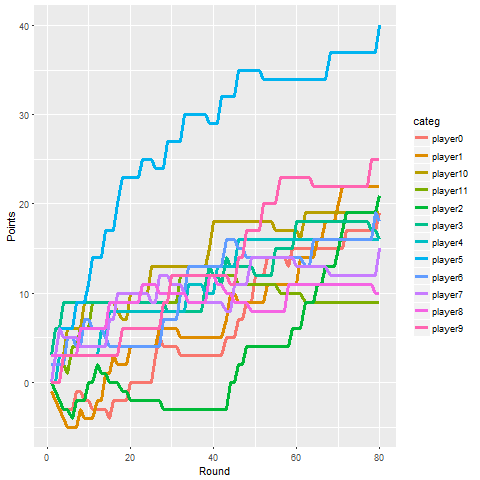 40
30
20
10
0
Points
0
20
40
60
80
Round
categ
player0
player1
player10
player11
player2
player3
player4
player5
player6
player7
player8
player9